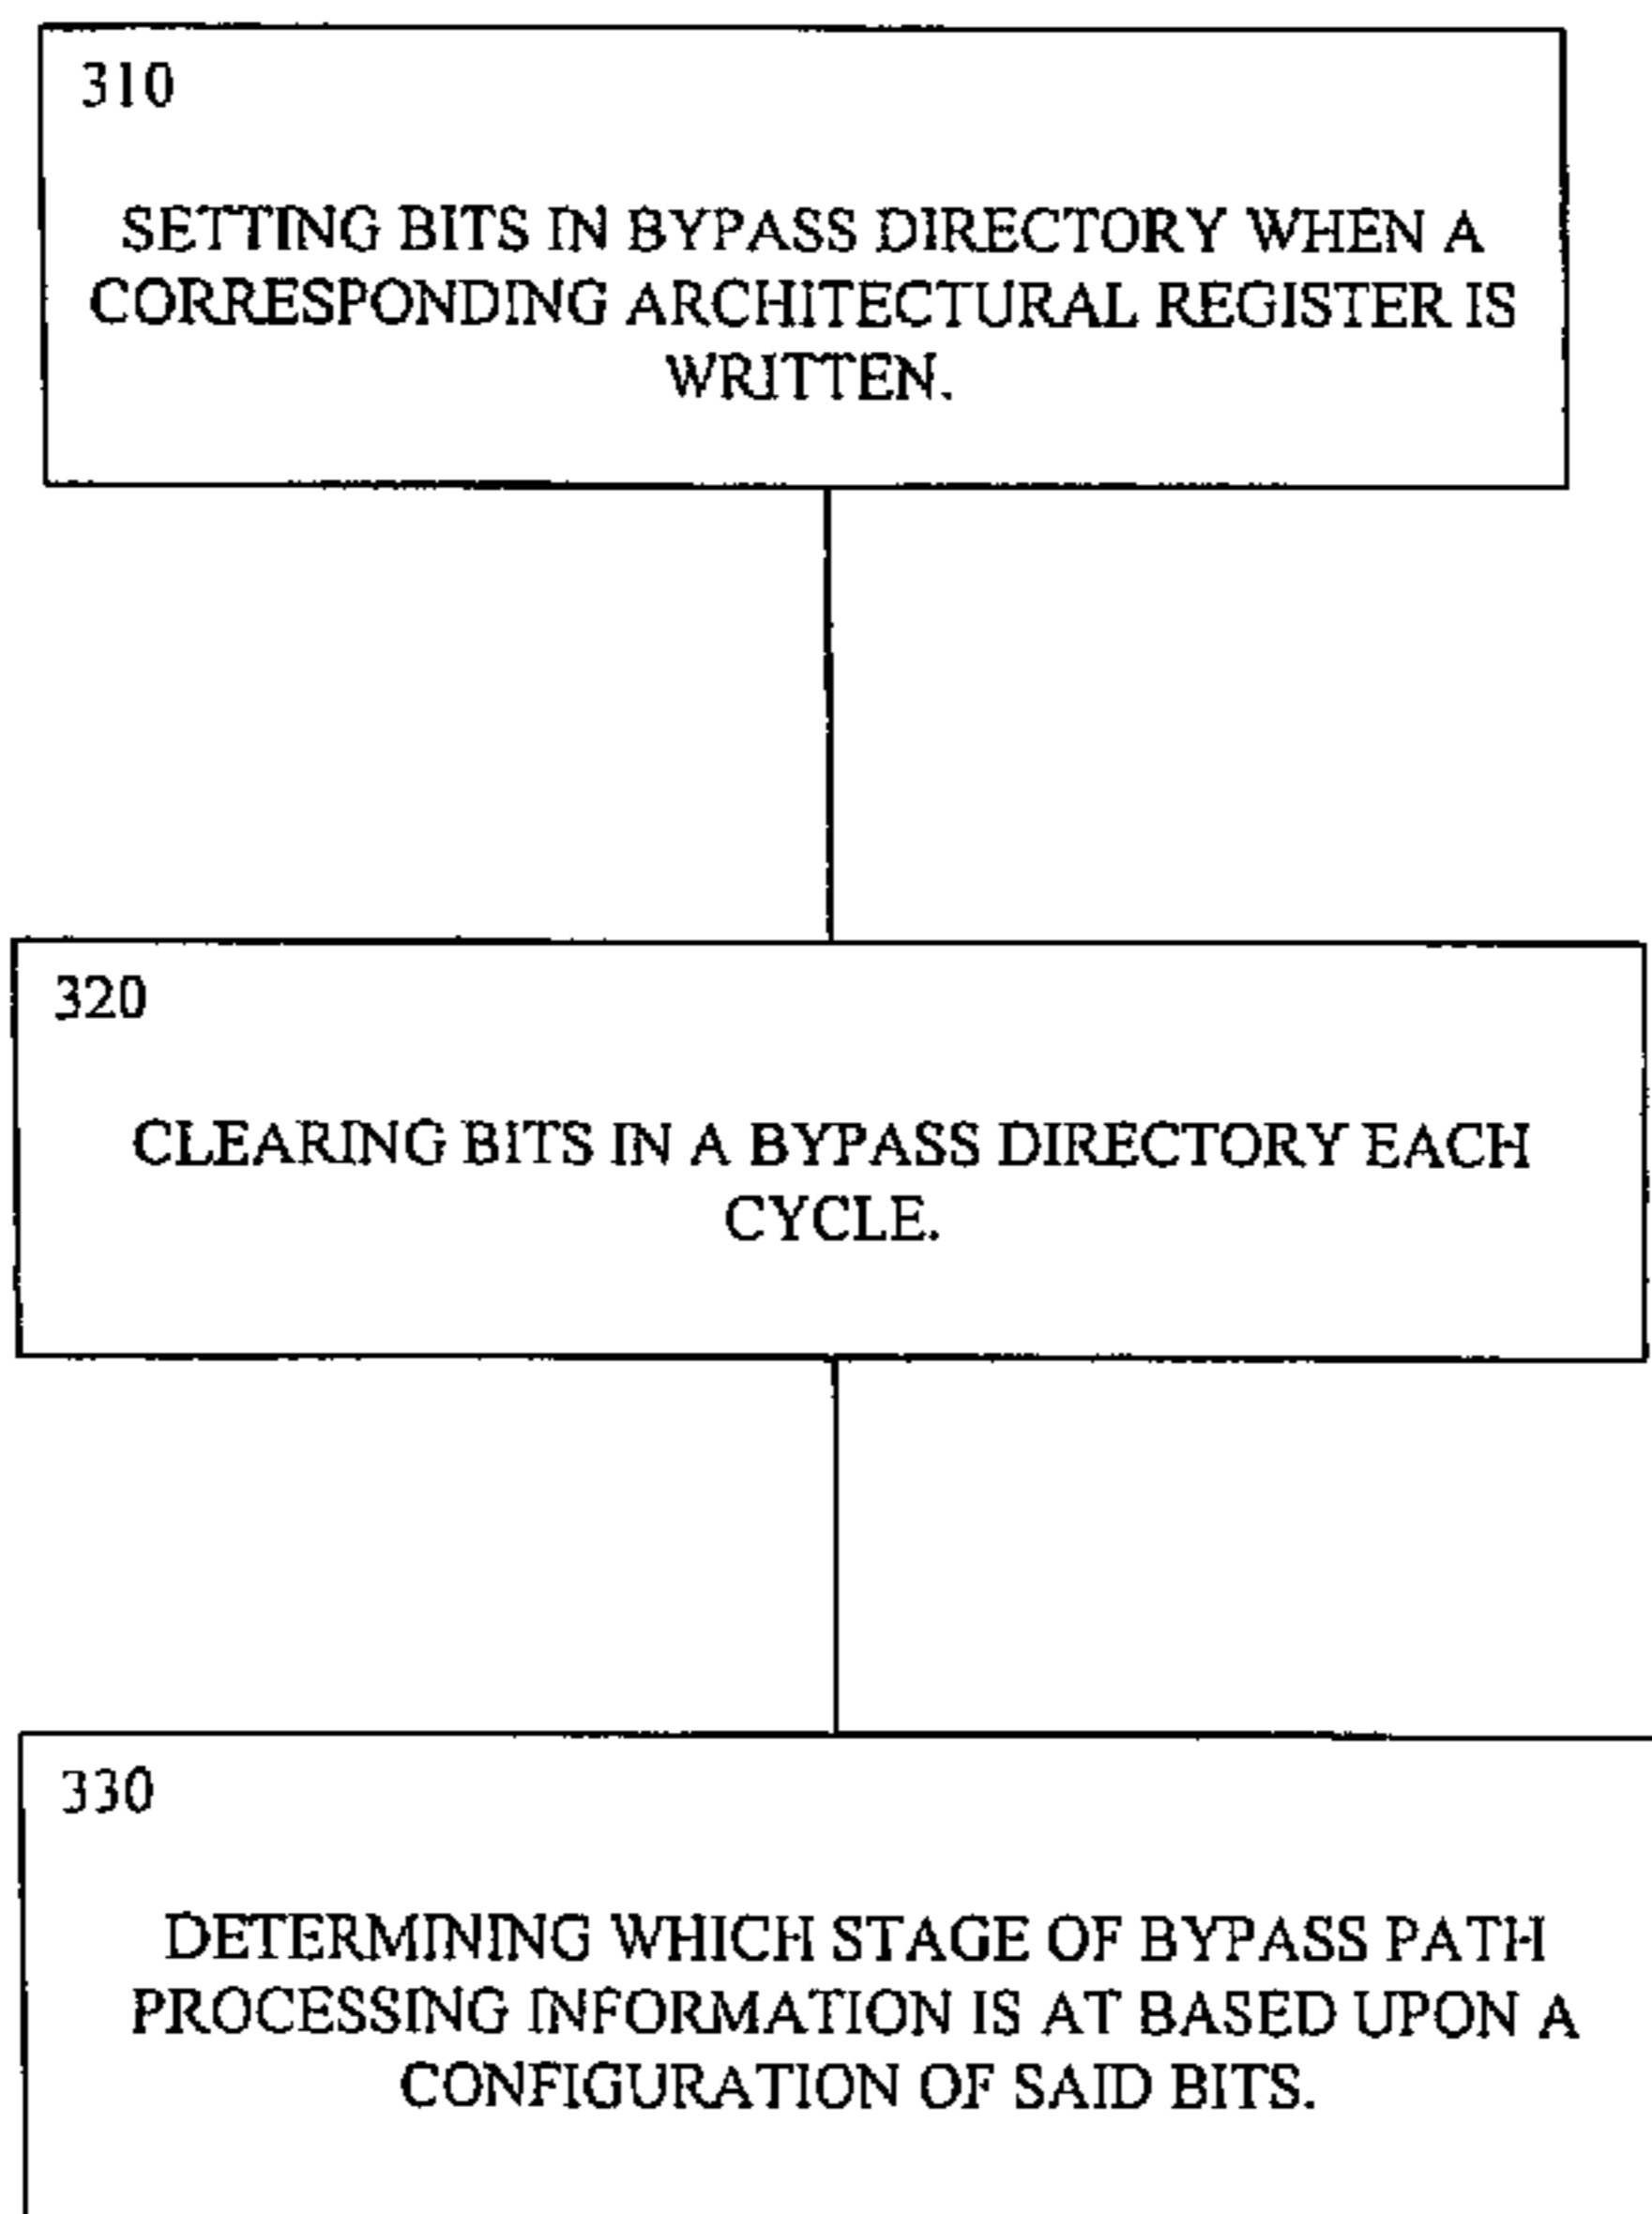 310
SETTING BITS IN BYPASS DIRECTORY WHEN A
CORRESPONDING ARCHITECTURAL REGISTER IS
WRITTEN.
320
CLEARING BITS IN A BYPASS DIRECTORY EACH
CYCLE.
330
DETERMINING WHICH STAGE OF BYPASS PATH
PROCESSING INFORMATION IS AT BASED UPON A
CONFIGURATION OF SAID BITS.